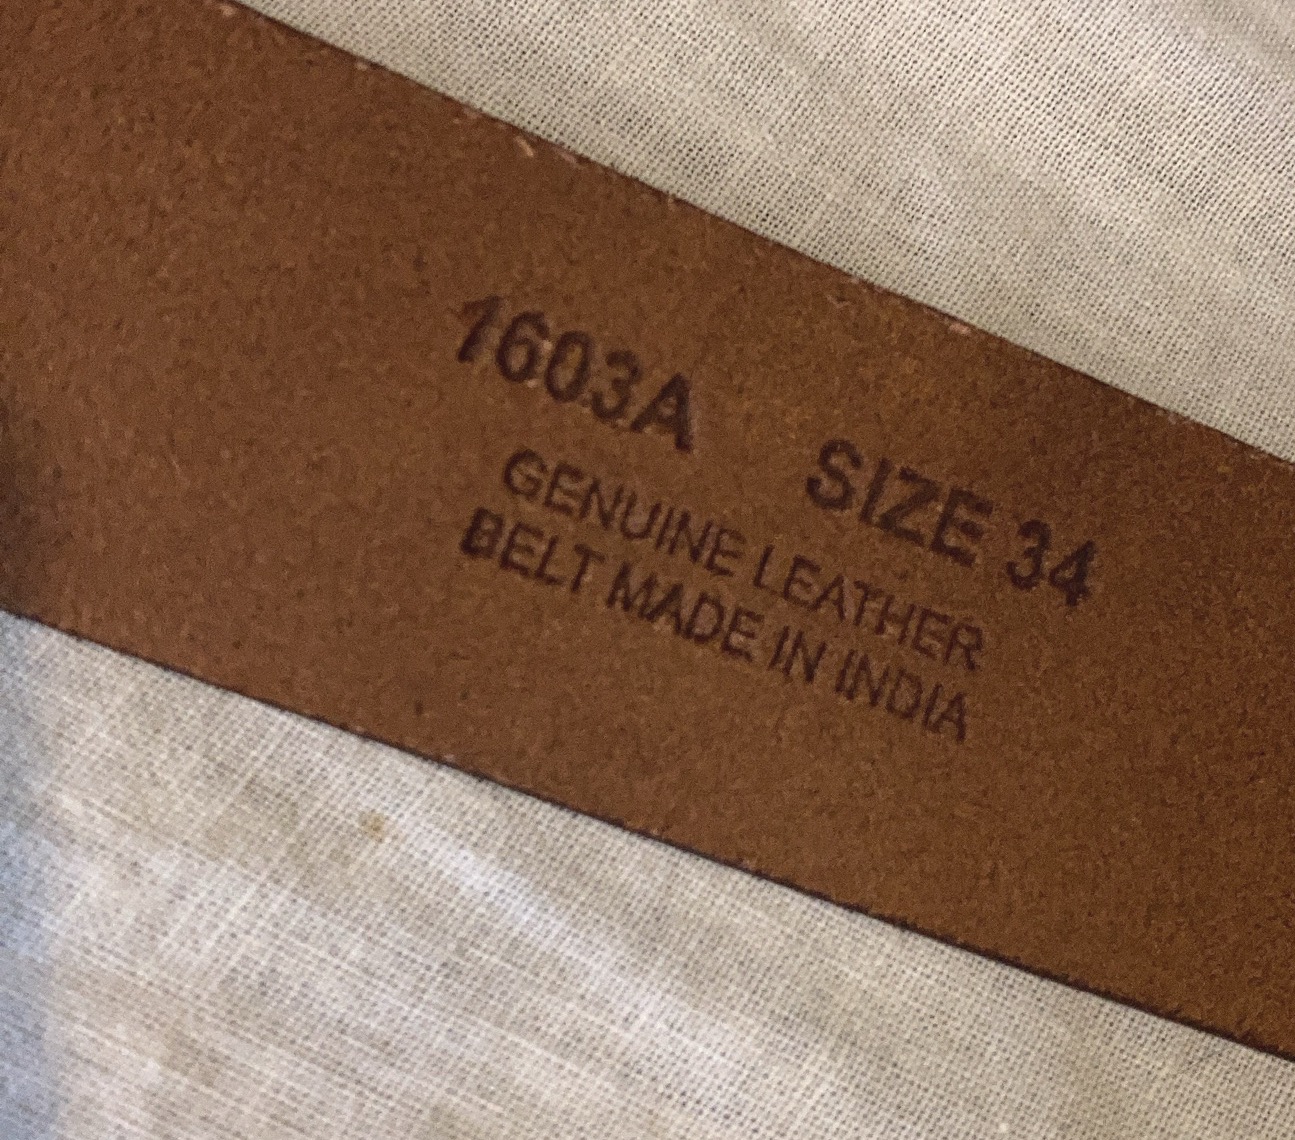 1603A SIZE 34
GENUINE LEATHER
BELT MADE IN INDIA